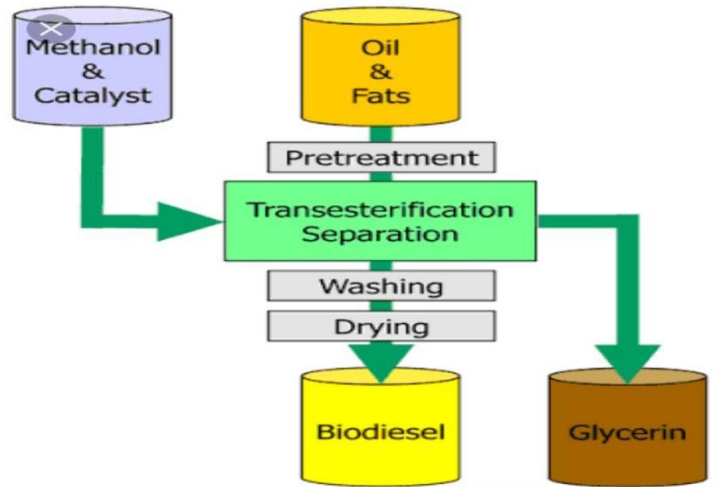 Methanol
&
Catalyst
Oil
&
Fats
Pretreatment
Transesterification
Separation
Washing
Drying
Biodiesel
Glycerin